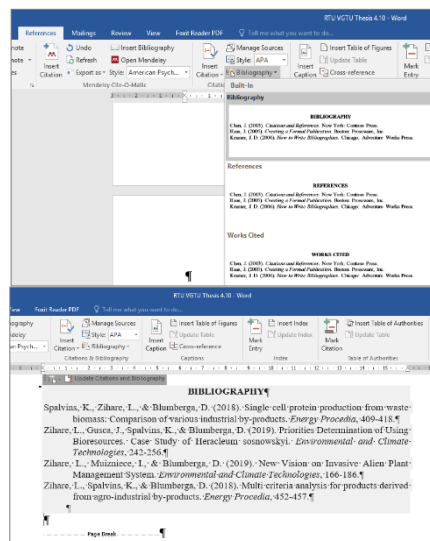 RTU VGTU Thesis 4.10 - Word
References Mailings Review View Foxit Reader PDF Tell me what you want to do...
Undo
Insert Bibliography
Manage Sources
Insert Table of Figures
Refresh
Open Mendeley
Style: APA
Update Table
Insert Citation
Export as
Style: American Psych...
Insert Citation
Bibliography
Insert Caption
Cross-reference
Mark Entry
Mendeley Cite-O-Matic
Built-In
Bibliography
BIBLIOGRAPHY
Chen, J. (2003). Citations and References. New York: Contoso Press.
Haas, J. (2005). Creating a Formal Publication. Boston: Proseware, Inc.
Kramer, J. D. (2006). How to Write Bibliographies. Chicago: Adventure Works Press.
References
REFERENCES
Chen, J. (2003). Citations and References. New York: Contoso Press.
Haas, J. (2005). Creating a Formal Publication. Boston: Proseware, Inc.
Kramer, J. D. (2006). How to Write Bibliographies. Chicago: Adventure Works Press.
Works Cited
WORKS CITED
Chen, J. (2003). Citations and References. New York: Contoso Press.
Haas, J. (2005). Creating a Formal Publication. Boston: Proseware, Inc.
Kramer, J. D. (2006). How to Write Bibliographies. Chicago: Adventure Works Press.
¶
RTU VGTU Thesis 4.10 - Word
View Foxit Reader PDF Tell me what you want to do...
Manage Sources
Insert Table of Figures
Insert Index
Insert Table of Authorities
Style: APA
Update Table
Update Index
Update Table
Insert Citation
Bibliography
Insert Caption
Cross-reference
Mark Entry
Mark Citation
Citations & Bibliography
Captions
Index
Table of Authorities
Update Citations and Bibliography
BIBLIOGRAPHY¶
Spalvins, K., Zihare, L., & Blumberga, D. (2018). Single cell protein production from waste
biomass: Comparison of various industrial by-products. Energy Procedia, 409-418.¶
Zihare, L., Gusca, J., Spalvins, K., & Blumberga, D. (2019). Priorities Determination of Using
Bioresources. Case Study of Heracleum sosnowskyi. Environmental and Climate
Technologies, 242-256.¶
Zihare, L., Muizniece, I., & Blumberga, D. (2019). New Vision on Invasive Alien Plant
Management System. Environmental and Climate Technologies, 166-186.¶
Zihare, L., Spalvins, K., & Blumberga, D. (2018). Multi criteria analysis for products derived
from agro-industrial by-products. Energy Procedia, 452-457.¶
¶
¶
Page Break ¶